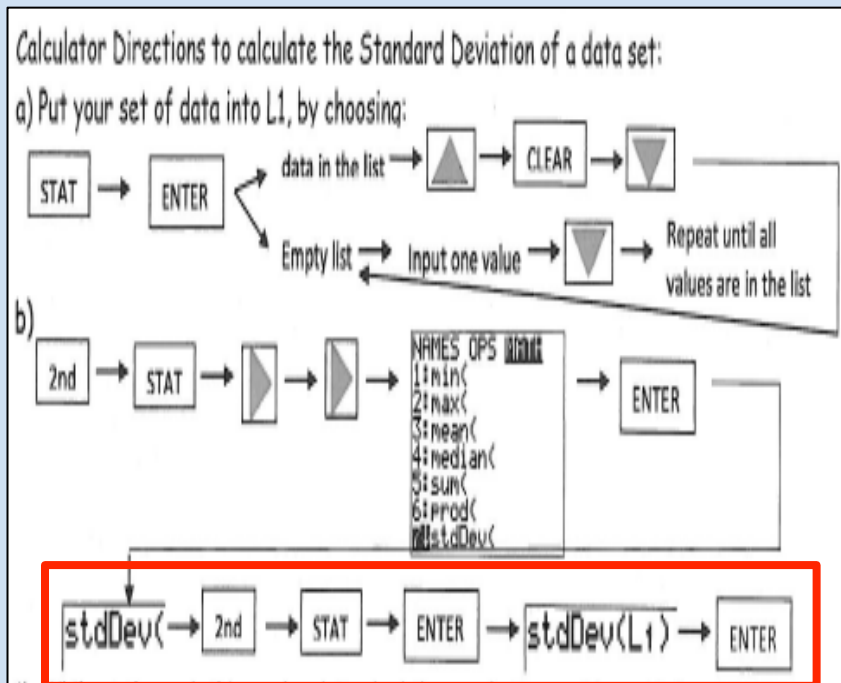 Calculator Directions to calculate the Standard Deviation of a data set:
a) Put your set of data into L1, by choosing:
STAT
ENTER
data in the list
CLEAR
Empty list
Input one value
Repeat until all
values are in the list
b)
2nd
STAT
NAMES OPS MATH
1:min(
2:max(
3:mean(
4:median(
5:sum(
6:prod(
7:stdDev(
ENTER
stdDev(
2nd
STAT
ENTER
stdDev(L1)
ENTER